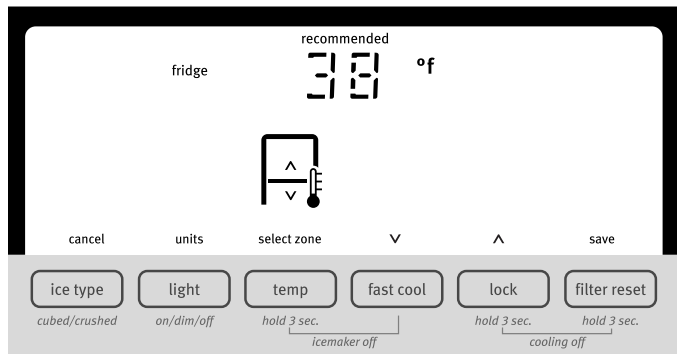 recommended
fridge 38 °f
cancel units select zone ∨ ∧ save
ice type light temp fast cool lock filter reset
cubed/crushed on/dim/off hold 3 sec. hold 3 sec. hold 3 sec.
icemaker off cooling off